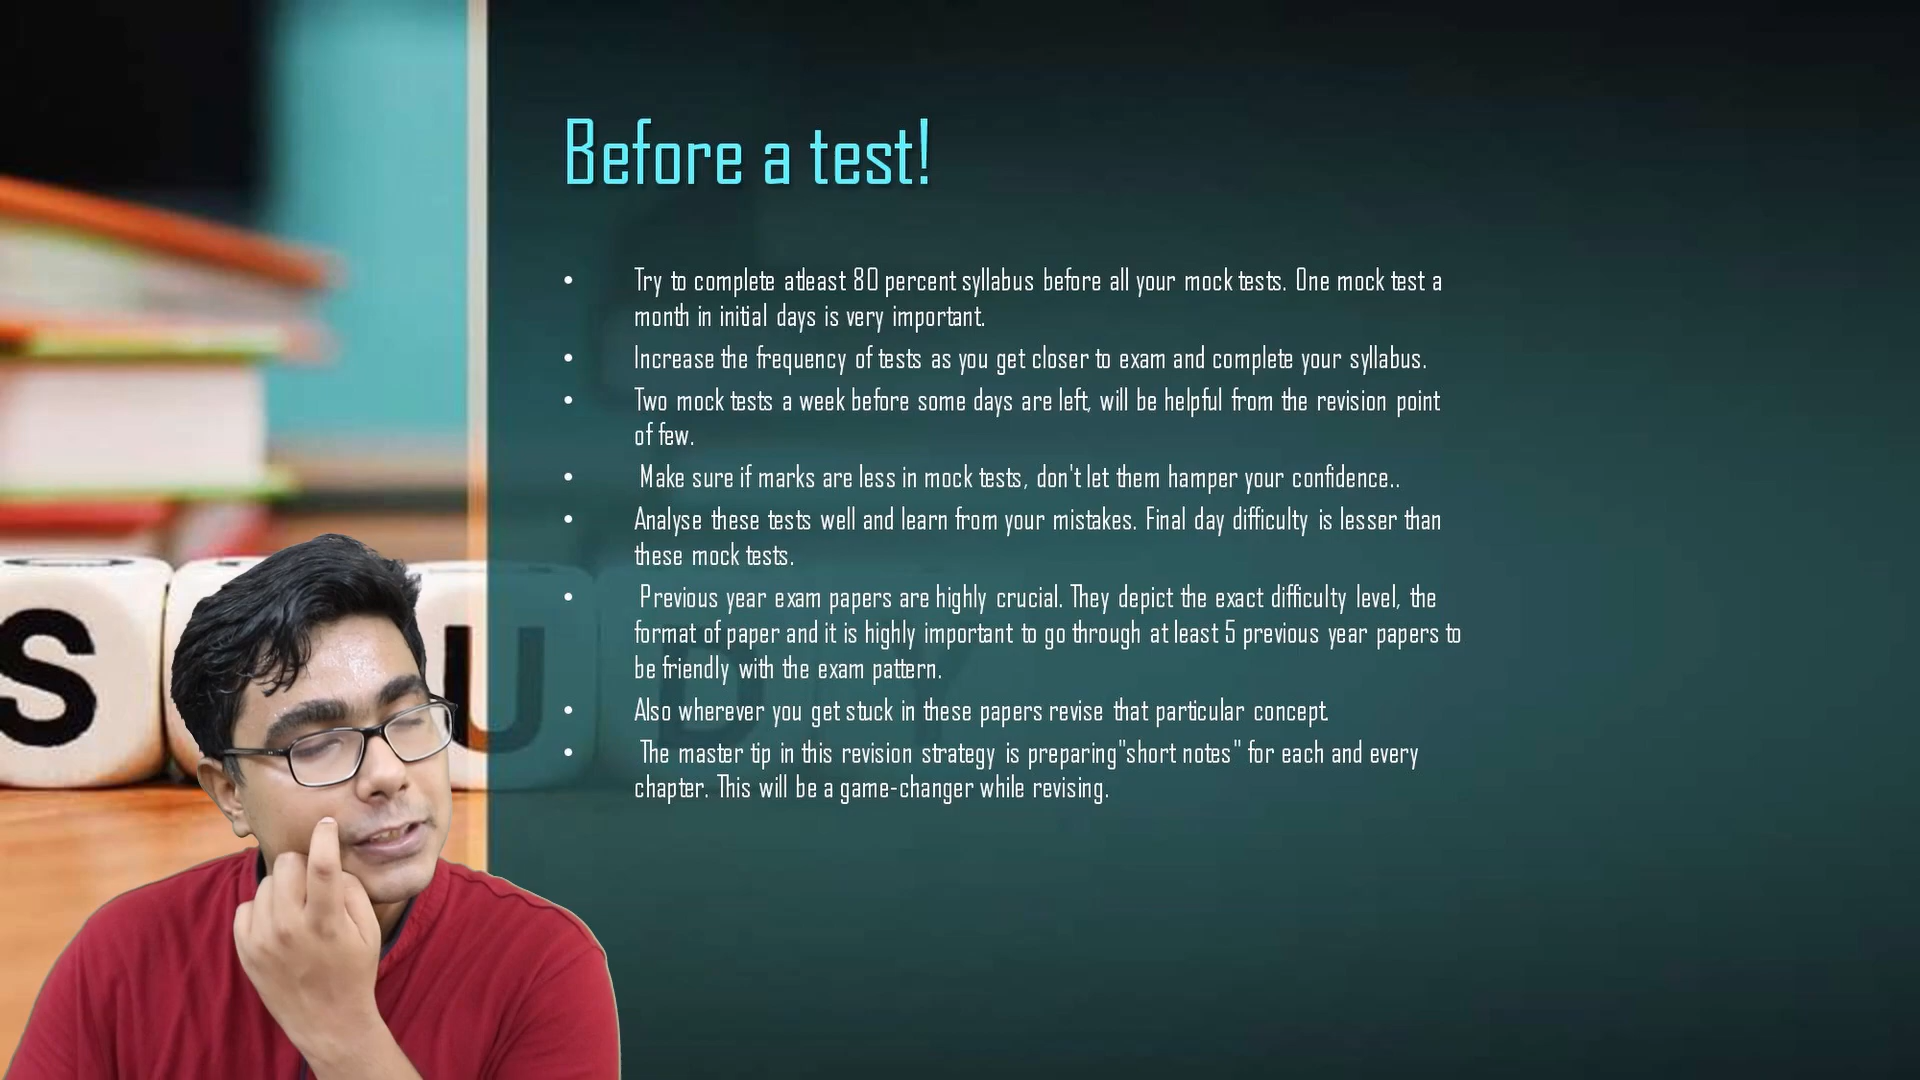 Before a test!
• Try to complete atleast 80 percent syllabus before all your mock tests. One mock test a
month in initial days is very important.
• Increase the frequency of tests as you get closer to exam and complete your syllabus.
• Two mock tests a week before some days are left, will be helpful from the revision point
of few.
• Make sure if marks are less in mock tests, don't let them hamper your confidence..
• Analyse these tests well and learn from your mistakes. Final day difficulty is lesser than
these mock tests.
• Previous year exam papers are highly crucial. They depict the exact difficulty level, the
format of paper and it is highly important to go through at least 5 previous year papers to
be friendly with the exam pattern.
• Also wherever you get stuck in these papers revise that particular concept.
• The master tip in this revision strategy is preparing"short notes" for each and every
chapter. This will be a game-changer while revising.
S U D Y